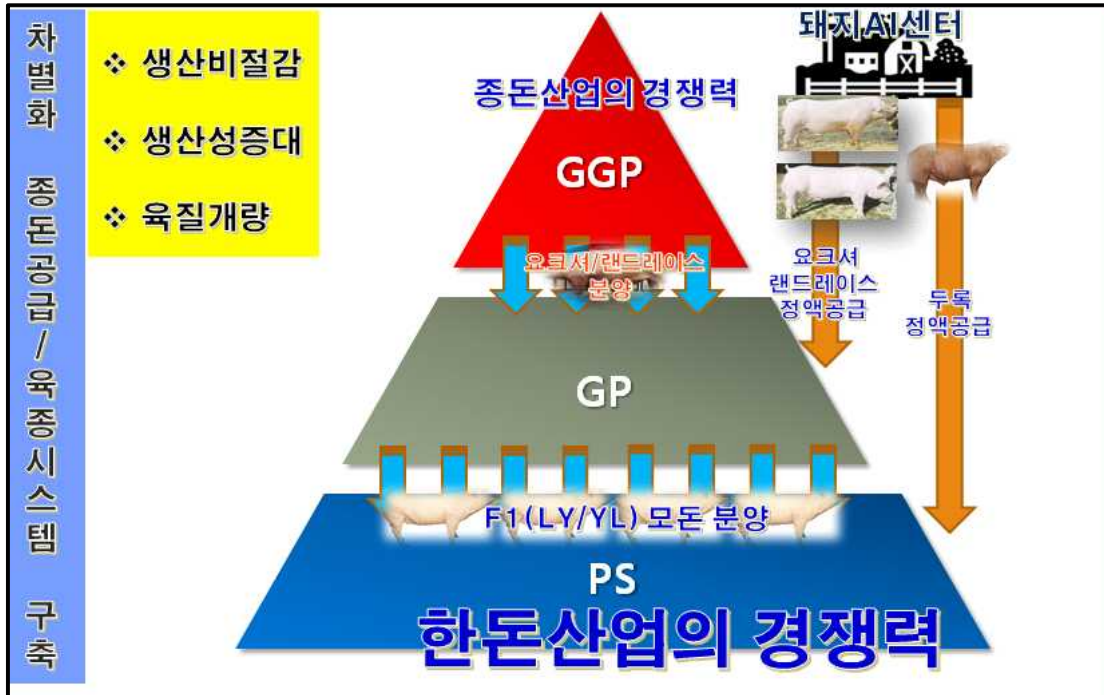 차별화 종돈공급/육종시스템 구축
❖ 생산비절감
❖ 생산성증대
❖ 육질개량
종돈산업의 경쟁력
GGP
요크셔/랜드레이스
분양
GP
F1(LY/YL) 모돈 분양
PS
한돈산업의 경쟁력
돼지AI센터
요크셔
랜드레이스
정액공급
두록
정액공급